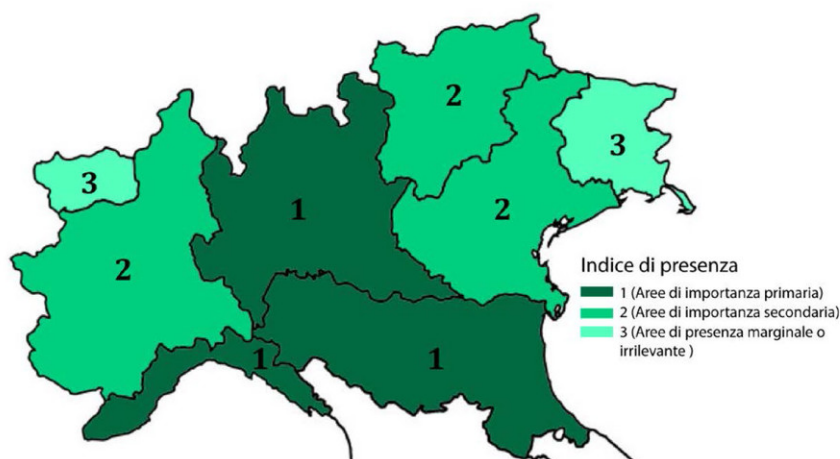 2
3
3
1
2
2
1
1
Indice di presenza
1 (Aree di importanza primaria)
2 (Aree di importanza secondaria)
3 (Aree di presenza marginale o
irrilevante )